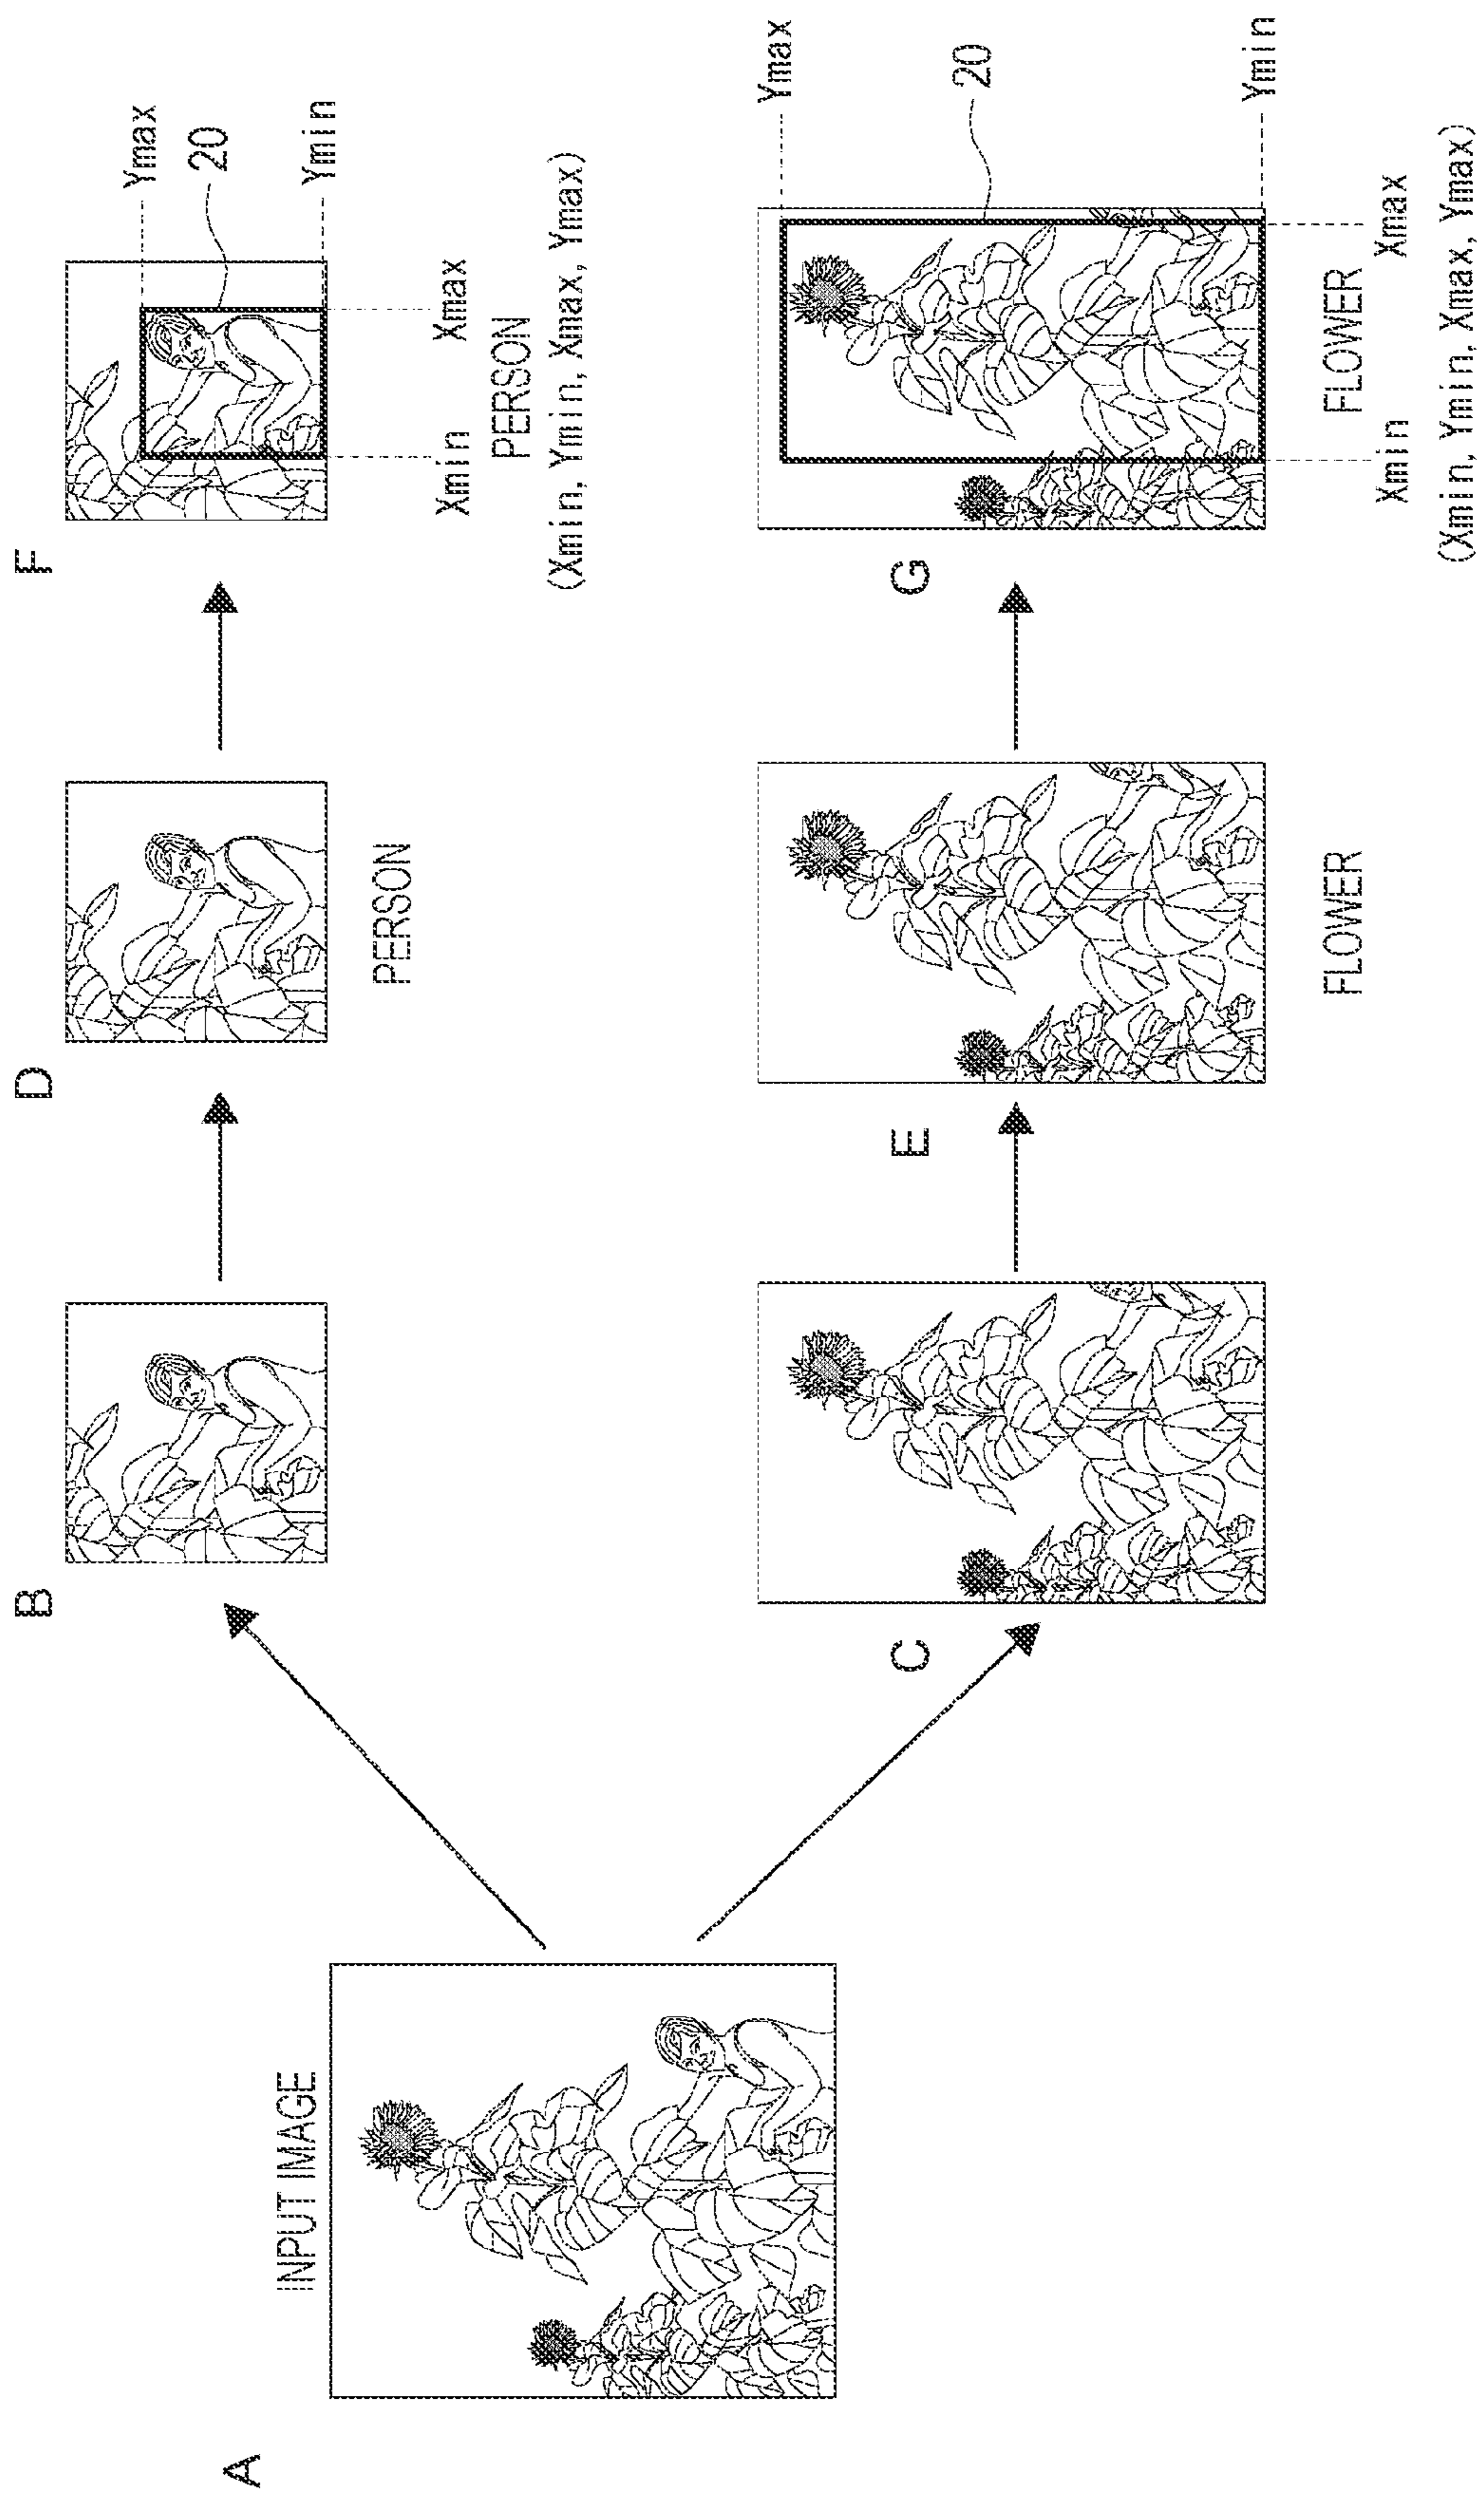 A
INPUT IMAGE
B
D
PERSON
F
Ymax
20
Ymin
Xmin Xmax
PERSON
(Xmin, Ymin, Xmax, Ymax)
C
E
FLOWER
G
Ymax
20
Ymin
FLOWER
Xmin Xmax
(Xmin, Ymin, Xmax, Ymax)